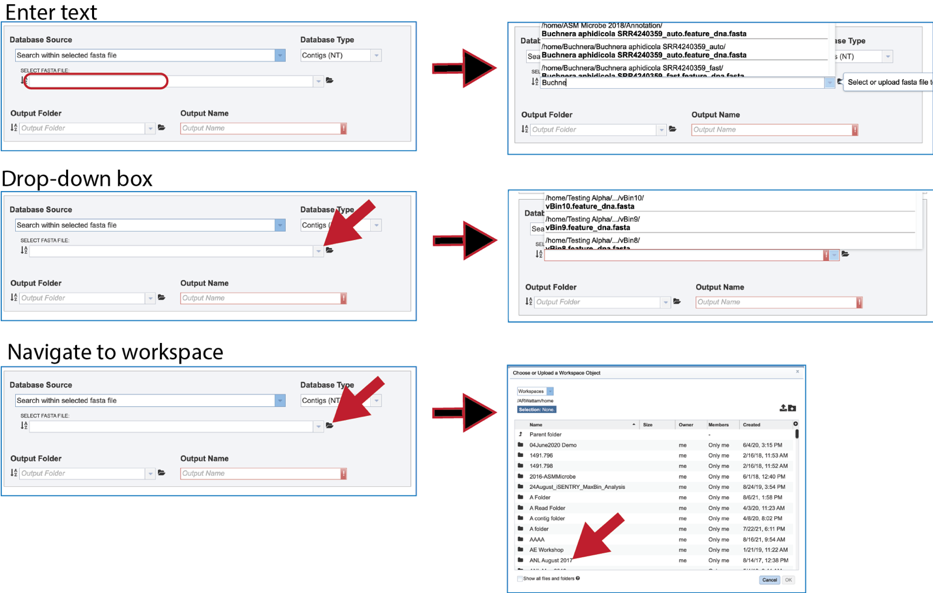 Enter text
Database Source
Database Type
Search within selected fasta file
Contigs (NT)
SELECT FASTA FILE:
Output Folder
Output Name
Output Folder
Output Name
/home/ASM Microbe 2018/Annotation/
Buchnera aphidicola SRR4240359_auto.feature_dna.fasta
/home/Buchnera/Buchnera aphidicola SRR4240359_auto/
Buchnera aphidicola SRR4240359_auto.feature_dna.fasta
/home/Buchnera/Buchnera aphidicola SRR4240359_fast/
Buchnera aphidicola SRR4240359_fast.feature_dna.fasta
Datab
se Type
Sea
s (NT)
SE
Buchne
Select or upload fasta file t
Output Folder
Output Name
Output Folder
Output Name
Drop-down box
Database Source
Database Type
Search within selected fasta file
Contigs (
SELECT FASTA FILE:
Output Folder
Output Name
Output Folder
Output Name
/home/Testing Alpha/.../vBin10/
vBin10.feature_dna.fasta
/home/Testing Alpha/.../vBin9/
vBin9.feature_dna.fasta
/home/Testing Alpha/.../vBin8/
vBin8.feature_dna.fasta
Datab
Sea
SEL
Output Folder
Output Name
Output Folder
Output Name
Navigate to workspace
Database Source
Database Type
Search within selected fasta file
Contigs (NT
SELECT FASTA FILE:
Output Folder
Output Name
Output Folder
Output Name
Choose or Upload a Workspace Object
x
Workspaces
/ARWattam/home
Selection: None.
Name Size Owner Members Created
Parent folder -
04June2020 Demo me Only me 6/4/20, 3:15 PM
1491.796 me Only me 2/16/18, 11:53 AM
1491.798 me Only me 2/16/18, 11:52 AM
2016-ASMMicrobe me Only me 6/1/18, 12:40 PM
24August_iSENTRY_MaxBin_Analysis me Only me 8/24/19, 3:54 PM
A Folder me Only me 8/6/21, 1:58 PM
A Read Folder me Only me 4/3/20, 11:23 AM
A contig folder me Only me 4/8/20, 8:02 PM
A folder me Only me 7/22/21, 6:11 PM
AAAA me Only me 8/16/21, 9:54 AM
AE Workshop me Only me 1/21/19, 11:22 AM
ANL August 2017 me Only me 8/14/17, 12:38 PM
Show all files and folders
Cancel OK